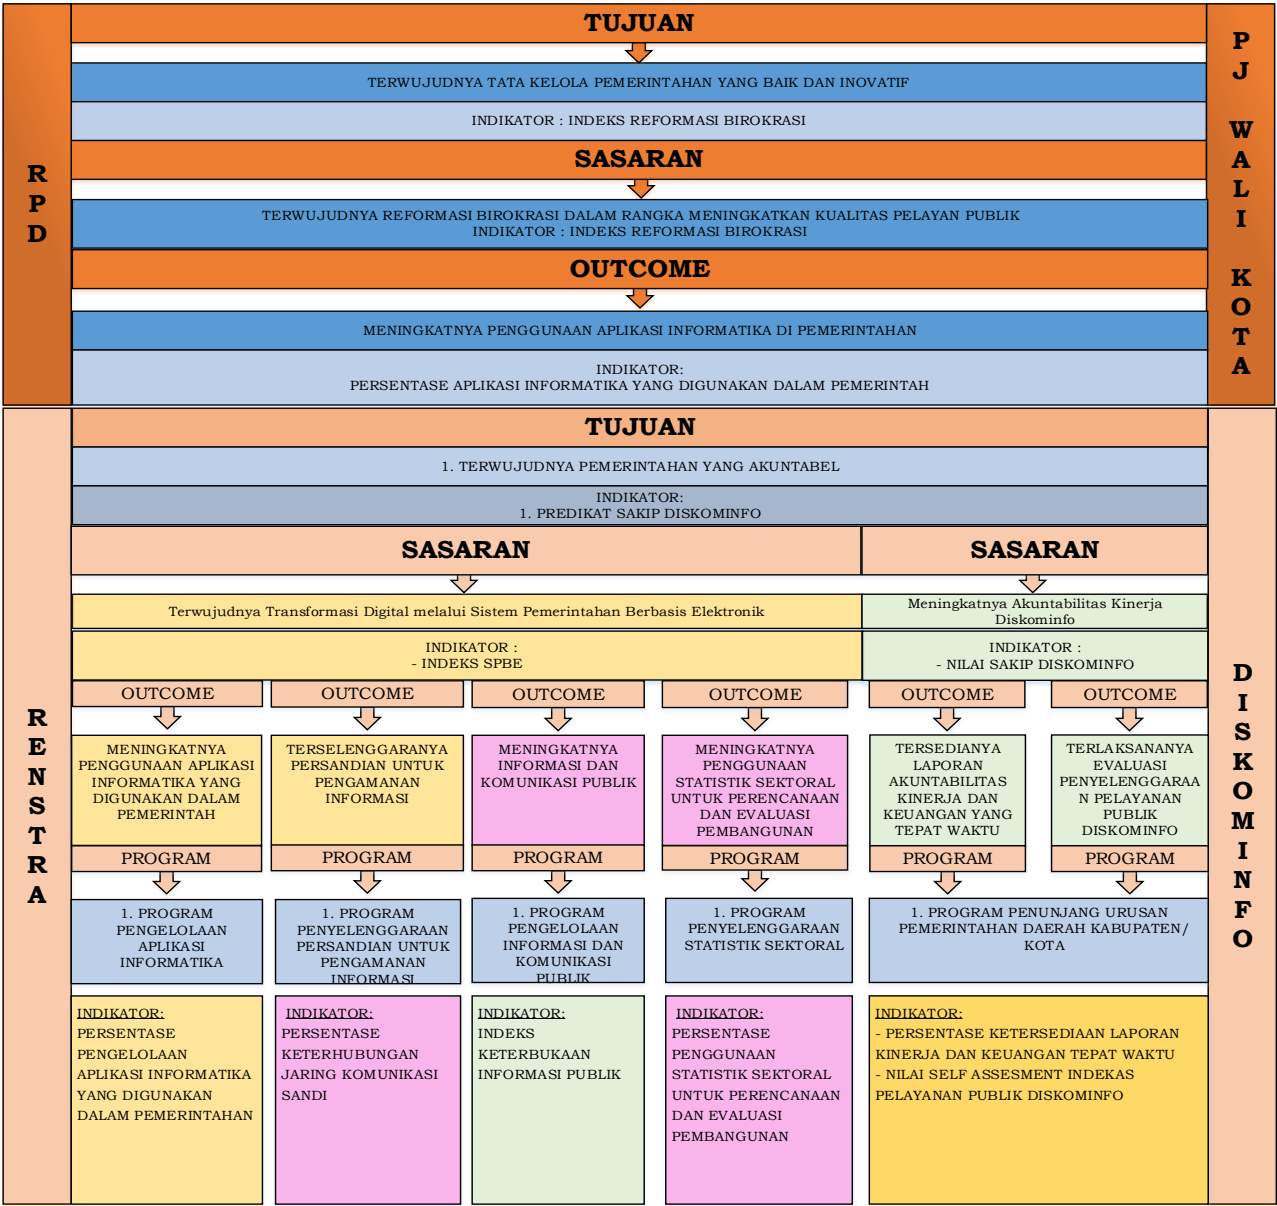 RPD
PJ WALI KOTA
TUJUAN
TERWUJUDNYA TATA KELOLA PEMERINTAHAN YANG BAIK DAN INOVATIF
INDIKATOR : INDEKS REFORMASI BIROKRASI
SASARAN
TERWUJUDNYA REFORMASI BIROKRASI DALAM RANGKA MENINGKATKAN KUALITAS PELAYAN PUBLIK
INDIKATOR : INDEKS REFORMASI BIROKRASI
OUTCOME
MENINGKATNYA PENGGUNAAN APLIKASI INFORMATIKA DI PEMERINTAHAN
INDIKATOR:
PERSENTASE APLIKASI INFORMATIKA YANG DIGUNAKAN DALAM PEMERINTAH
RENSTRA
DISKOMINFO
TUJUAN
1. TERWUJUDNYA PEMERINTAHAN YANG AKUNTABEL
INDIKATOR:
1. PREDIKAT SAKIP DISKOMINFO
SASARAN
Terwujudnya Transformasi Digital melalui Sistem Pemerintahan Berbasis Elektronik
INDIKATOR :
- INDEKS SPBE
SASARAN
Meningkatnya Akuntabilitas Kinerja
Diskominfo
INDIKATOR :
- NILAI SAKIP DISKOMINFO
OUTCOME
MENINGKATNYA
PENGGUNAAN APLIKASI
INFORMATIKA YANG
DIGUNAKAN DALAM
PEMERINTAH
PROGRAM
1. PROGRAM
PENGELOLAAN
APLIKASI
INFORMATIKA
INDIKATOR:
PERSENTASE
PENGELOLAAN
APLIKASI INFORMATIKA
YANG DIGUNAKAN
DALAM PEMERINTAHAN
OUTCOME
TERSELENGGARANYA
PERSANDIAN UNTUK
PENGAMANAN
INFORMASI
PROGRAM
1. PROGRAM
PENYELENGGARAAN
PERSANDIAN UNTUK
PENGAMANAN
INFORMASI
INDIKATOR:
PERSENTASE
KETERHUBUNGAN
JARING KOMUNIKASI
SANDI
OUTCOME
MENINGKATNYA
INFORMASI DAN
KOMUNIKASI PUBLIK
PROGRAM
1. PROGRAM
PENGELOLAAN
INFORMASI DAN
KOMUNIKASI
PUBLIK
INDIKATOR:
INDEKS
KETERBUKAAN
INFORMASI PUBLIK
OUTCOME
MENINGKATNYA
PENGGUNAAN
STATISTIK SEKTORAL
UNTUK PERENCANAAN
DAN EVALUASI
PEMBANGUNAN
PROGRAM
1. PROGRAM
PENYELENGGARAAN
STATISTIK SEKTORAL
INDIKATOR:
PERSENTASE
PENGGUNAAN
STATISTIK SEKTORAL
UNTUK PERENCANAAN
DAN EVALUASI
PEMBANGUNAN
OUTCOME
TERSEDIANYA
LAPORAN
AKUNTABILITAS
KINERJA DAN
KEUANGAN YANG
TEPAT WAKTU
PROGRAM
OUTCOME
TERLAKSANANYA
EVALUASI
PENYELENGGARAA
N PELAYANAN
PUBLIK
DISKOMINFO
PROGRAM
1. PROGRAM PENUNJANG URUSAN
PEMERINTAHAN DAERAH KABUPATEN/
KOTA
INDIKATOR:
- PERSENTASE KETERSEDIAAN LAPORAN
KINERJA DAN KEUANGAN TEPAT WAKTU
- NILAI SELF ASSESMENT INDEKAS
PELAYANAN PUBLIK DISKOMINFO